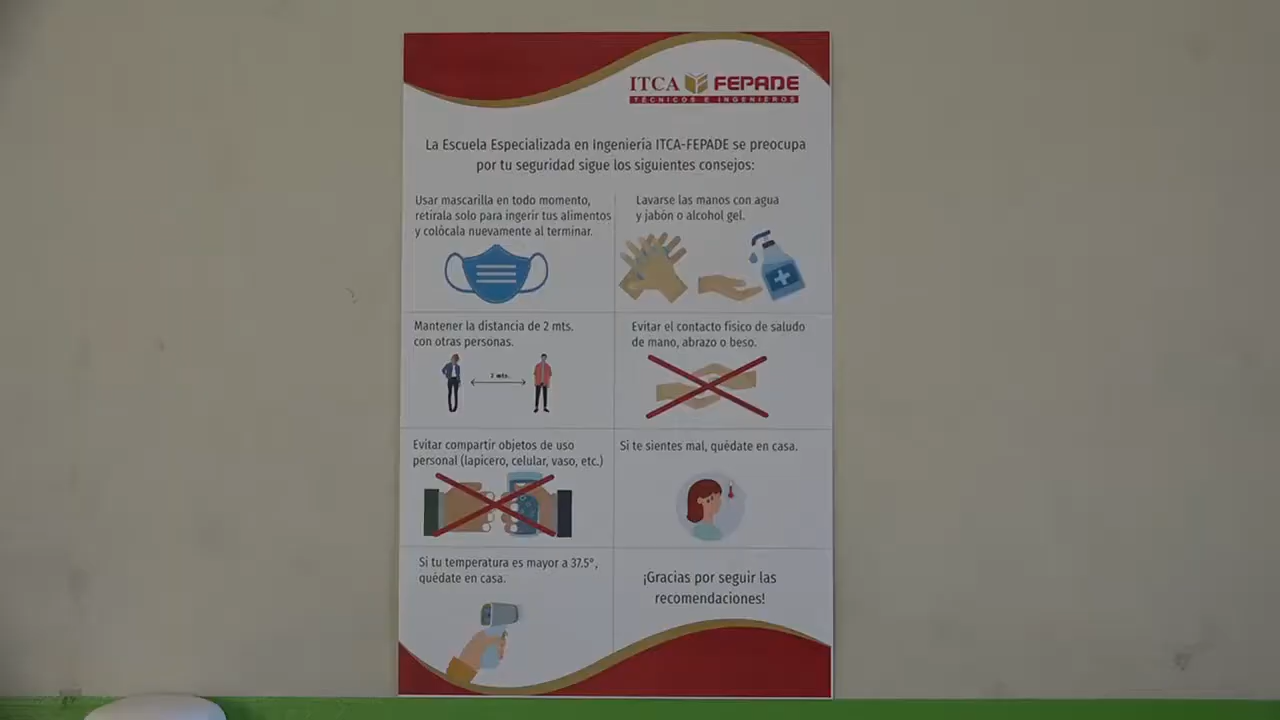 ITCA FEPADE
TÉCNICOS E INGENIEROS
La Escuela Especializada en Ingeniería ITCA-FEPADE se preocupa
por tu seguridad sigue los siguientes consejos:
Usar mascarilla en todo momento,
retirala solo para ingerir tus alimentos
y colócala nuevamente al terminar.
Lavarse las manos con agua
y jabón o alcohol gel.
Mantener la distancia de 2 mts.
con otras personas.
2 mts.
Evitar el contacto físico de saludo
de mano, abrazo o beso.
Evitar compartir objetos de uso
personal (lapicero, celular, vaso, etc.)
Si te sientes mal, quédate en casa.
Si tu temperatura es mayor a 37.5°,
quédate en casa.
¡Gracias por seguir las
recomendaciones!